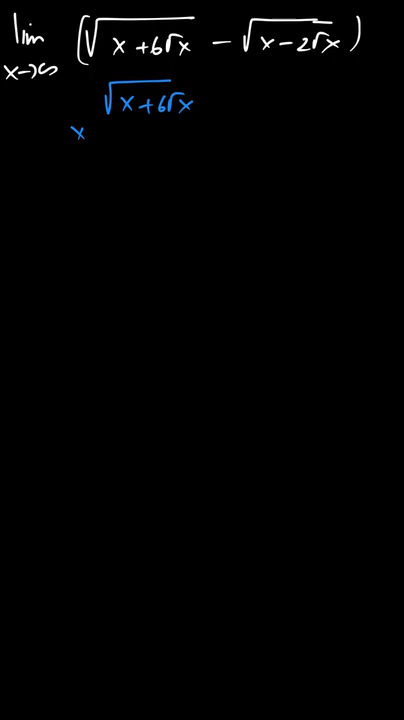 lim x→∞ (√(x+6√x) − √(x−2√x))
√(x+6√x)
x